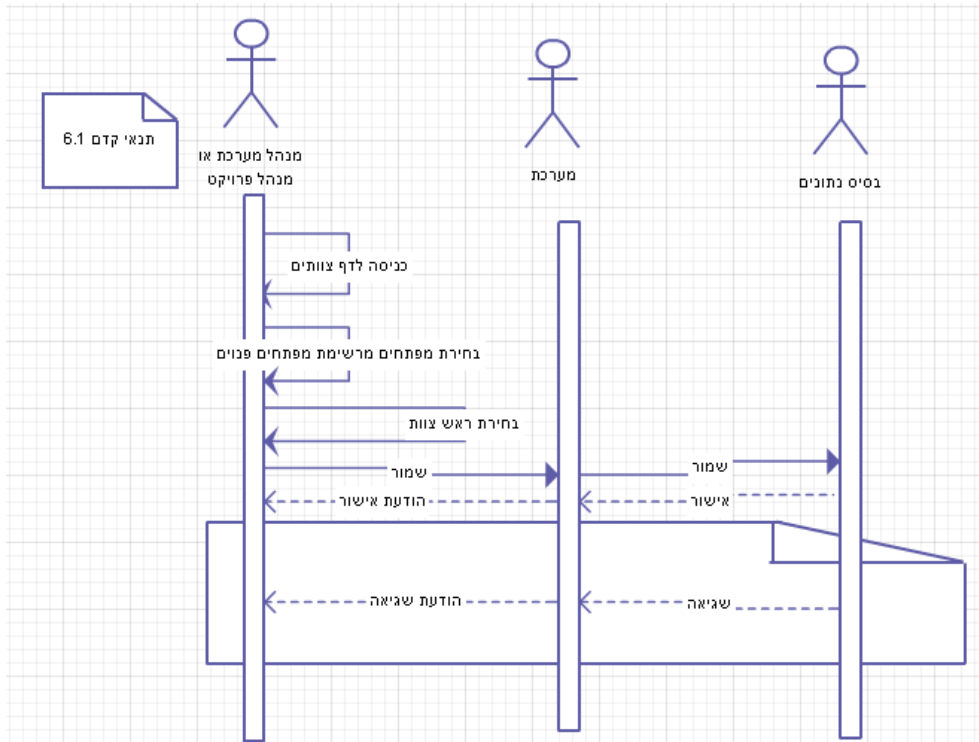 תנאי קדם 6.1
מנהל מערכת או
מנהל פרויקט
מערכת
בסיס נתונים
כניסה לדף צוותים
בחירת מפתחים מרשימת מפתחים פנוים
בחירת ראש צוות
שמור
שמור
הודעת אישור
אישור
הודעת שגיאה
שגיאה